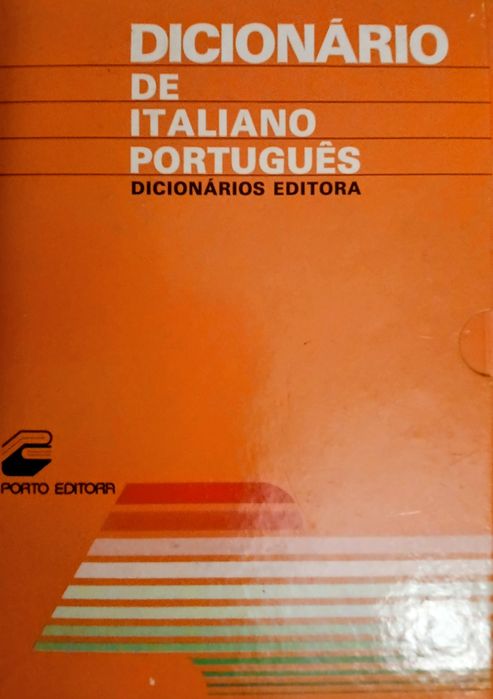 DICIONÁRIO
DE
ITALIANO
PORTUGUÊS
DICIONÁRIOS EDITORA
PORTO EDITORA